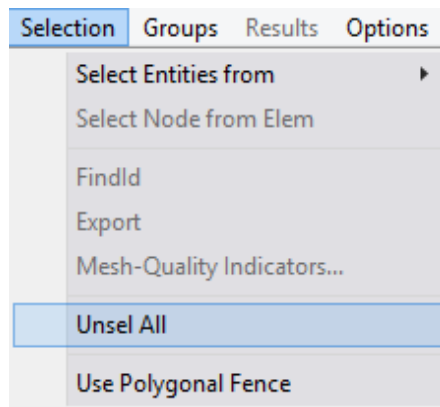 Selection Groups Results Options
Select Entities from
Select Node from Elem
FindId
Export
Mesh-Quality Indicators...
Unsel All
Use Polygonal Fence